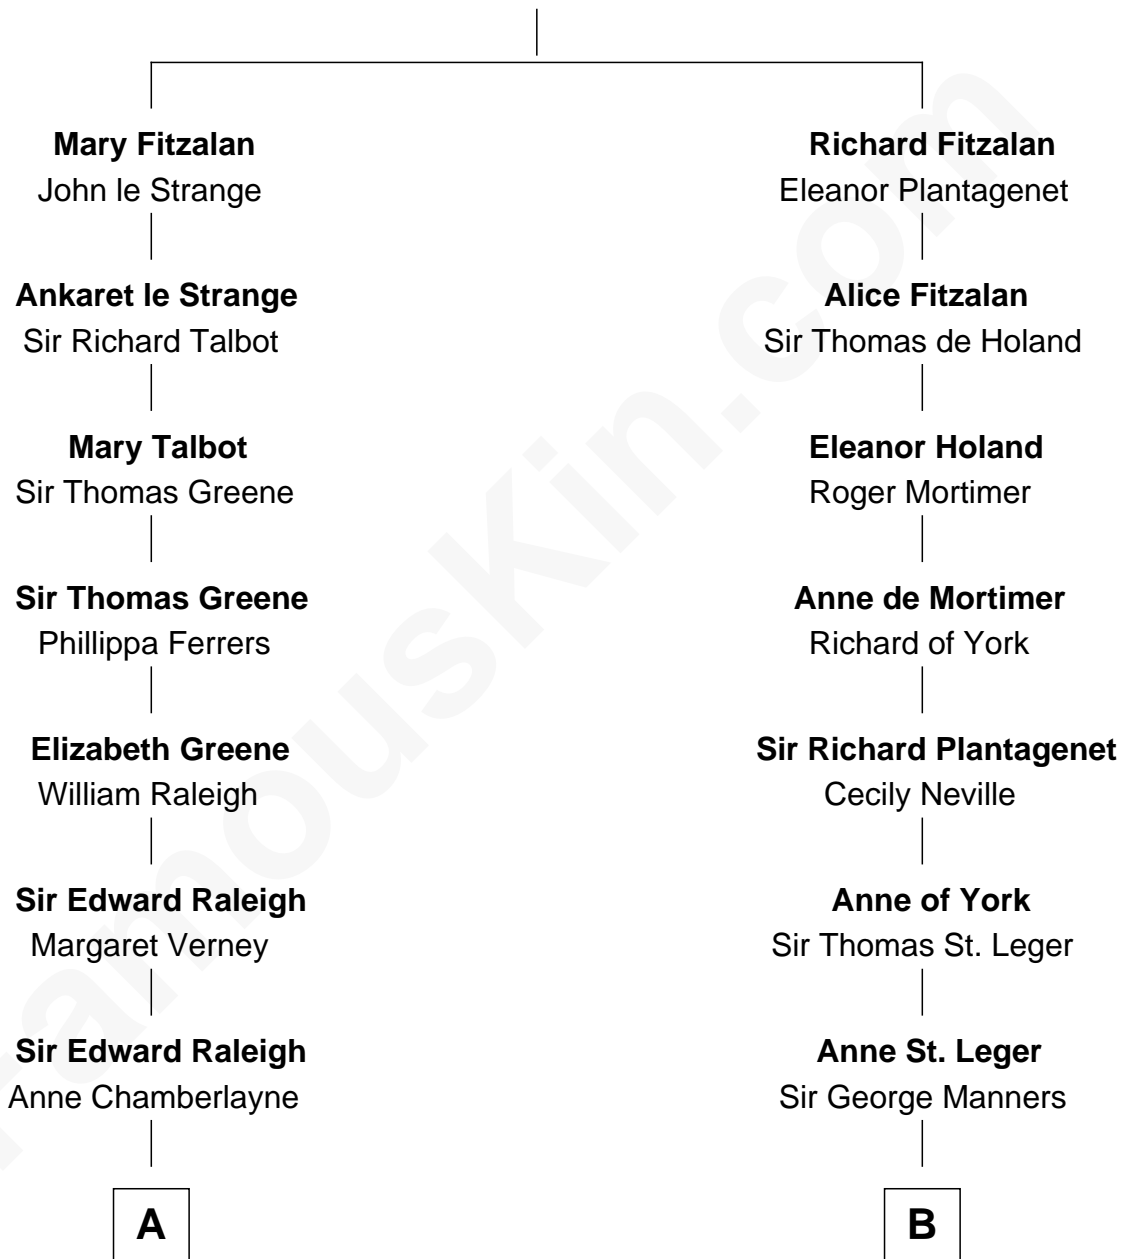 Mary Fitzalan
John le Strange
Ankaret le Strange
Sir Richard Talbot
Mary Talbot
Sir Thomas Greene
Sir Thomas Greene
Phillippa Ferrers
Elizabeth Greene
William Raleigh
Sir Edward Raleigh
Margaret Verney
Sir Edward Raleigh
Anne Chamberlayne
A
Richard Fitzalan
Eleanor Plantagenet
Alice Fitzalan
Sir Thomas de Holand
Eleanor Holand
Roger Mortimer
Anne de Mortimer
Richard of York
Sir Richard Plantagenet
Cecily Neville
Anne of York
Sir Thomas St. Leger
Anne St. Leger
Sir George Manners
B
FamousKin.com